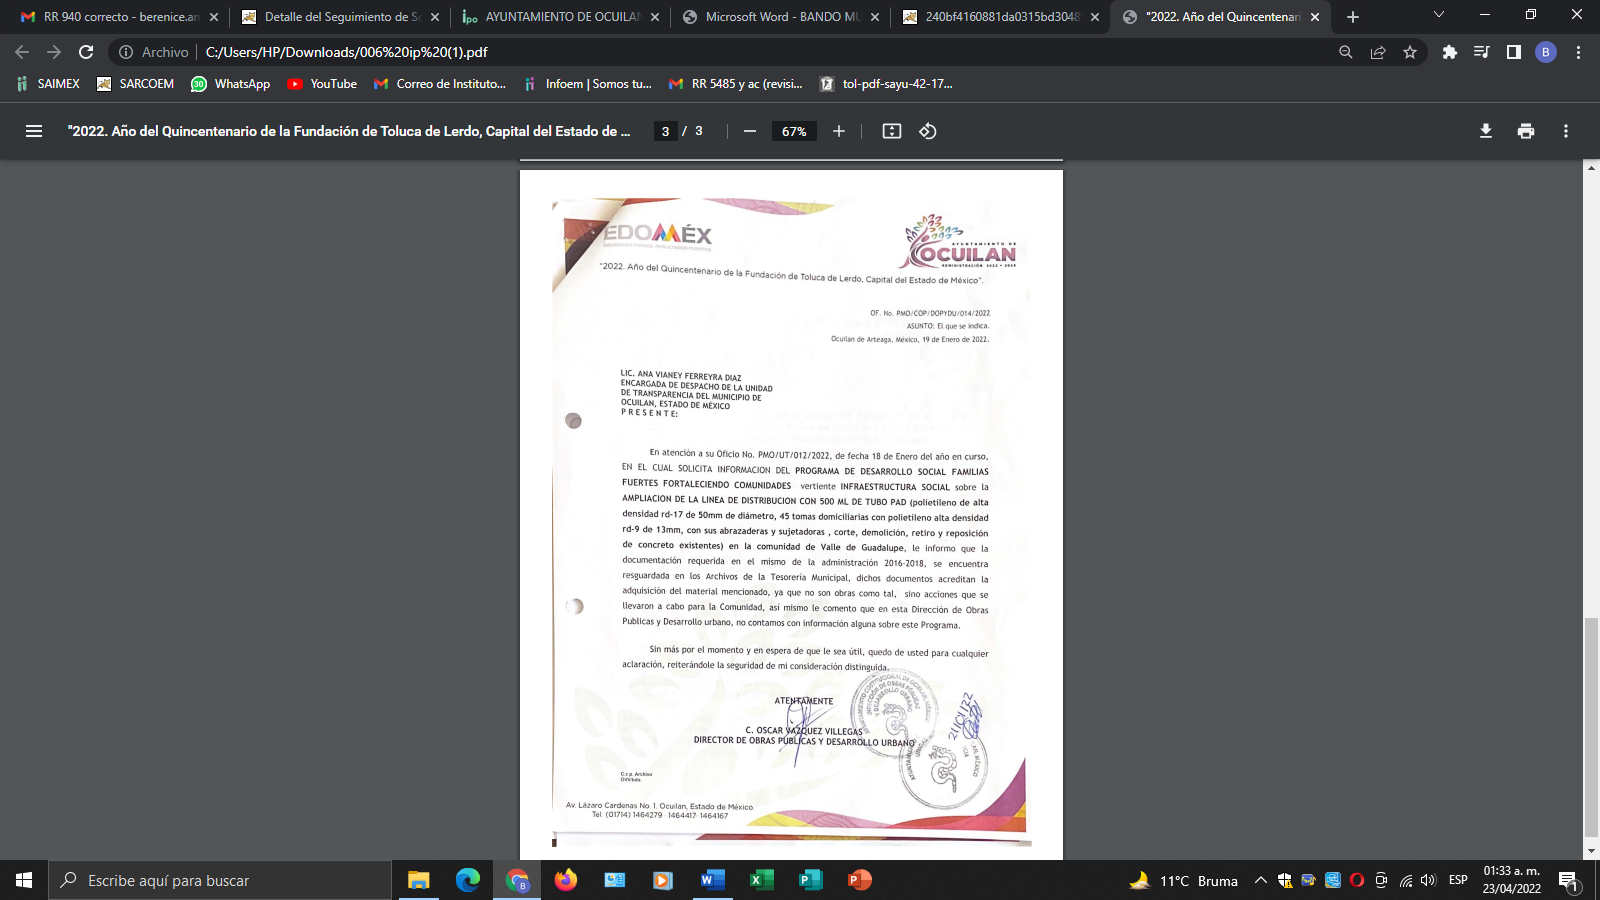 RR 940 correcto - berenice.an
Detalle del Seguimiento de So
AYUNTAMIENTO DE OCUILAN
Microsoft Word - BANDO MU
240bf4160881da0315bd3048
"2022. Año del Quincentenari
Archivo
C:/Users/HP/Downloads/006%20ip%20(1).pdf
B
SAIMEX
SARCOEM
WhatsApp
YouTube
Correo de Instituto...
Infoem | Somos tu...
RR 5485 y ac (revisi...
tol-pdf-sayu-42-17...
"2022. Año del Quincentenario de la Fundación de Toluca de Lerdo, Capital del Estado de ...
3 / 3
67%
EDOMÉX
AYUNTAMIENTO DE
OCUILAN
ADMINISTRACIÓN 2022 • 2024
"2022. Año del Quincentenario de la Fundación de Toluca de Lerdo, Capital del Estado de México".
OF. No. PMO/COP/DOPYDU/014/2022
ASUNTO: El que se indica.
Ocuilan de Arteaga, México, 19 de Enero de 2022.
LIC. ANA VIANEY FERREYRA DIAZ
ENCARGADA DE DESPACHO DE LA UNIDAD
DE TRANSPARENCIA DEL MUNICIPIO DE
OCUILAN, ESTADO DE MÉXICO
P R E S E N T E:
En atención a su Oficio No. PMO/UT/012/2022, de fecha 18 de Enero del año en curso,
EN EL CUAL SOLICITA INFORMACION DEL PROGRAMA DE DESARROLLO SOCIAL FAMILIAS
FUERTES FORTALECIENDO COMUNIDADES vertiente INFRAESTRUCTURA SOCIAL sobre la
AMPLIACION DE LA LINEA DE DISTRIBUCION CON 500 ML DE TUBO PAD (polietileno de alta
densidad rd-17 de 50mm de diámetro, 45 tomas domiciliarias con polietileno alta densidad
rd-9 de 13mm, con sus abrazaderas y sujetadoras , corte, demolición, retiro y reposición
de concreto existentes) en la comunidad de Valle de Guadalupe, le informo que la
documentación requerida en el mismo de la administración 2016-2018, se encuentra
resguardada en los Archivos de la Tesorería Municipal, dichos documentos acreditan la
adquisición del material mencionado, ya que no son obras como tal, sino acciones que se
llevaron a cabo para la Comunidad, así mismo le comento que en esta Dirección de Obras
Publicas y Desarrollo urbano, no contamos con información alguna sobre este Programa.
Sin más por el momento y en espera de que le sea útil, quedo de usted para cualquier
aclaración, reiterándole la seguridad de mi consideración distinguida.
ATENTAMENTE
C. OSCAR VAZQUEZ VILLEGAS
DIRECTOR DE OBRAS PUBLICAS Y DESARROLLO URBANO
21/01/22
C.c.p. Archivo
Av. Lázaro Cardenas No. 1. Ocuilan, Estado de México.
Tel: (01714) 1464279 · 1464417· 1464167
Escribe aquí para buscar
11°C Bruma
ESP
01:33 a. m.
23/04/2022
1